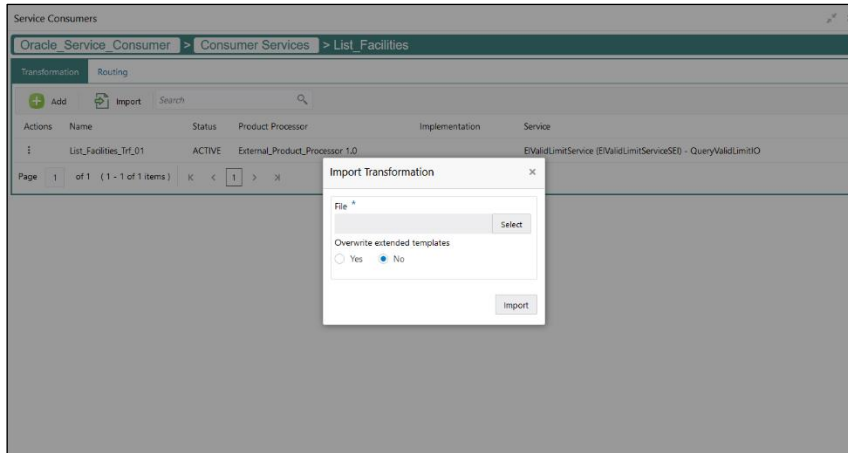 Service Consumers
Oracle_Service_Consumer > Consumer Services > List_Facilities
Transformation Routing
Add Import Search
Actions Name Status Product Processor Implementation Service
List_Facilities_Trf_01 ACTIVE External_Product_Processor 1.0 EIValidLimitService (EIValidLimitServiceSEI) - QueryValidLimitIO
Page 1 of 1 (1 - 1 of 1 items) K < 1 > X
Import Transformation ×
File *
Select
Overwrite extended templates
Yes No
Import